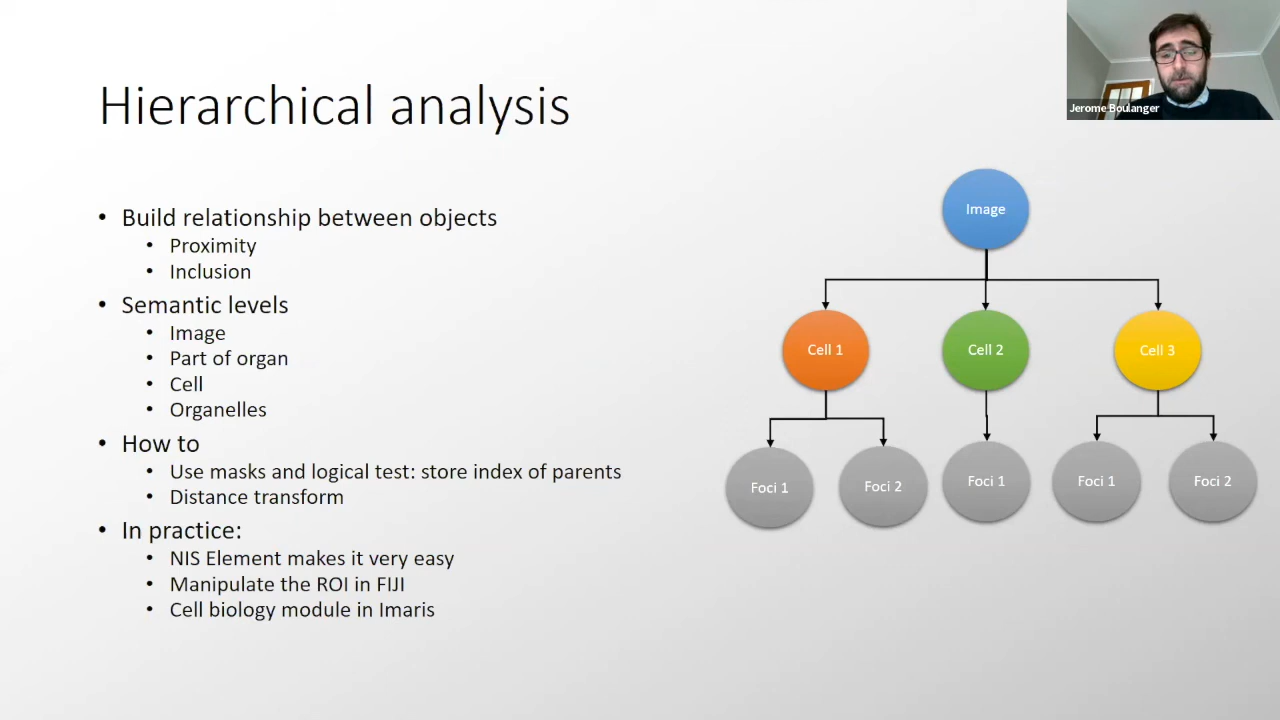 Jerome Boulanger
Hierarchical analysis
• Build relationship between objects
• Proximity
• Inclusion
• Semantic levels
• Image
• Part of organ
• Cell
• Organelles
• How to
• Use masks and logical test: store index of parents
• Distance transform
• In practice:
• NIS Element makes it very easy
• Manipulate the ROI in FIJI
• Cell biology module in Imaris
Image
Cell 1
Cell 2
Cell 3
Foci 1
Foci 2
Foci 1
Foci 1
Foci 2